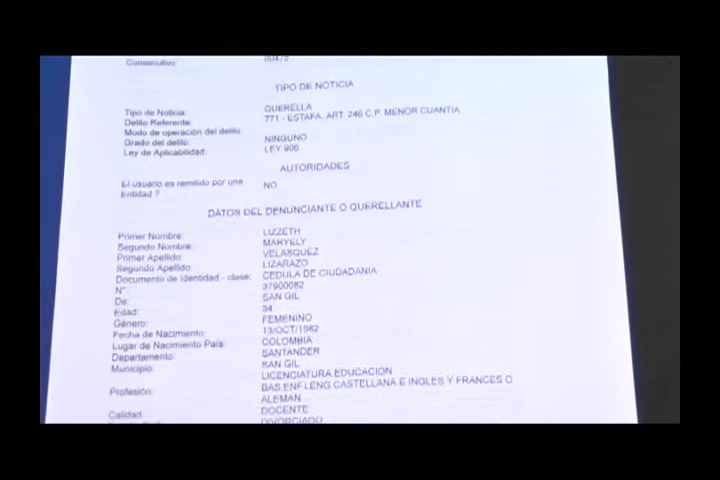 Consecutivo: 00472
TIPO DE NOTICIA
Tipo de Noticia: QUERELLA
Delito Referente: 771 - ESTAFA. ART. 246 C.P. MENOR CUANTIA
Modo de operación del delito:
Grado del delito: NINGUNO
Ley de Aplicabilidad: LEY 906
AUTORIDADES
El usuario es remitido por una NO
Entidad ?
DATOS DEL DENUNCIANTE O QUERELLANTE
Primer Nombre: LIZZETH
Segundo Nombre: MARYELY
Primer Apellido: VELASQUEZ
Segundo Apellido: LIZARAZO
Documento de Identidad - clase: CEDULA DE CIUDADANIA
N°: 37900082
De: SAN GIL
Edad: 34
Género: FEMENINO
Fecha de Nacimiento: 13/OCT/1982
Lugar de Nacimiento País: COLOMBIA
Departamento: SANTANDER
Municipio: SAN GIL
LICENCIATURA EDUCACION
Profesión: BAS.ENF.LENG.CASTELLANA E INGLES Y FRANCES O
ALEMAN
Calidad: DOCENTE
DIVORCIADO